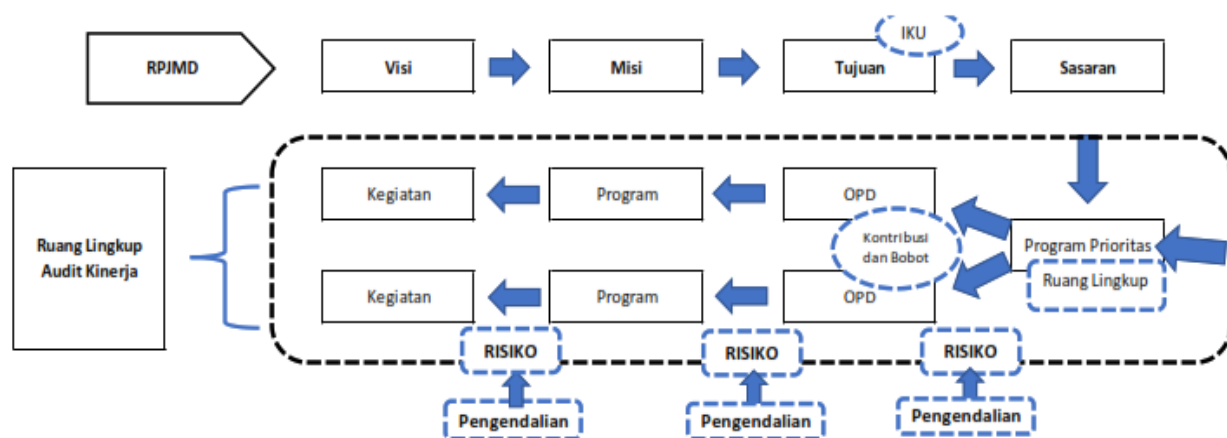 IKU
RPJMD
Visi
Misi
Tujuan
Sasaran
Kegiatan
Program
OPD
Ruang Lingkup
Audit Kinerja
Kontribusi
dan Bobot
Program Prioritas
Ruang Lingkup
Kegiatan
Program
OPD
RISIKO
RISIKO
RISIKO
Pengendalian
Pengendalian
Pengendalian